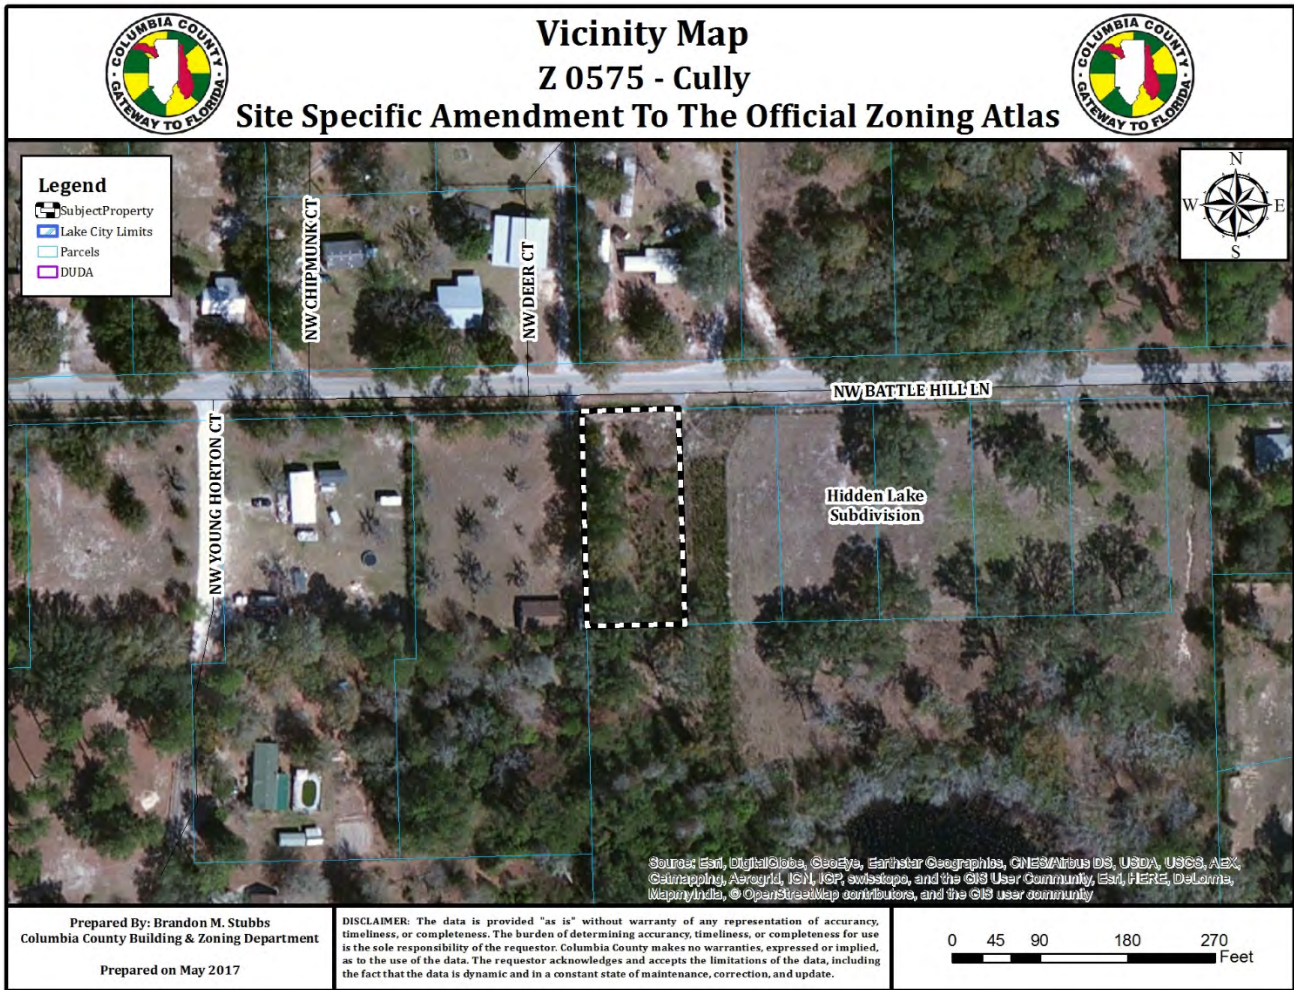 COLUMBIA COUNTY
GATEWAY TO FLORIDA
Vicinity Map
Z 0575 - Cully
Site Specific Amendment To The Official Zoning Atlas
COLUMBIA COUNTY
GATEWAY TO FLORIDA
Legend
SubjectProperty
Lake City Limits
Parcels
DUDA
N
W E
S
NW CHIPMUNK CT
NW DEER CT
NW BATTLE HILL LN
NW YOUNG HORTON CT
Hidden Lake
Subdivision
Source: Esri, DigitalGlobe, GeoEye, Earthstar Geographics, CNES/Airbus DS, USDA, USGS, AEX,
Getmapping, Aerogrid, IGN, IGP, swisstopo, and the GIS User Community, Esri, HERE, DeLorme,
MapmyIndia, © OpenStreetMap contributors, and the GIS user community
Prepared By: Brandon M. Stubbs
Columbia County Building & Zoning Department
Prepared on May 2017
DISCLAIMER: The data is provided "as is" without warranty of any representation of accurancy,
timeliness, or completeness. The burden of determining accurancy, timeliness, or completeness for use
is the sole responsibility of the requestor. Columbia County makes no warranties, expressed or implied,
as to the use of the data. The requestor acknowledges and accepts the limitations of the data, including
the fact that the data is dynamic and in a constant state of maintenance, correction, and update.
0 45 90 180 270
Feet